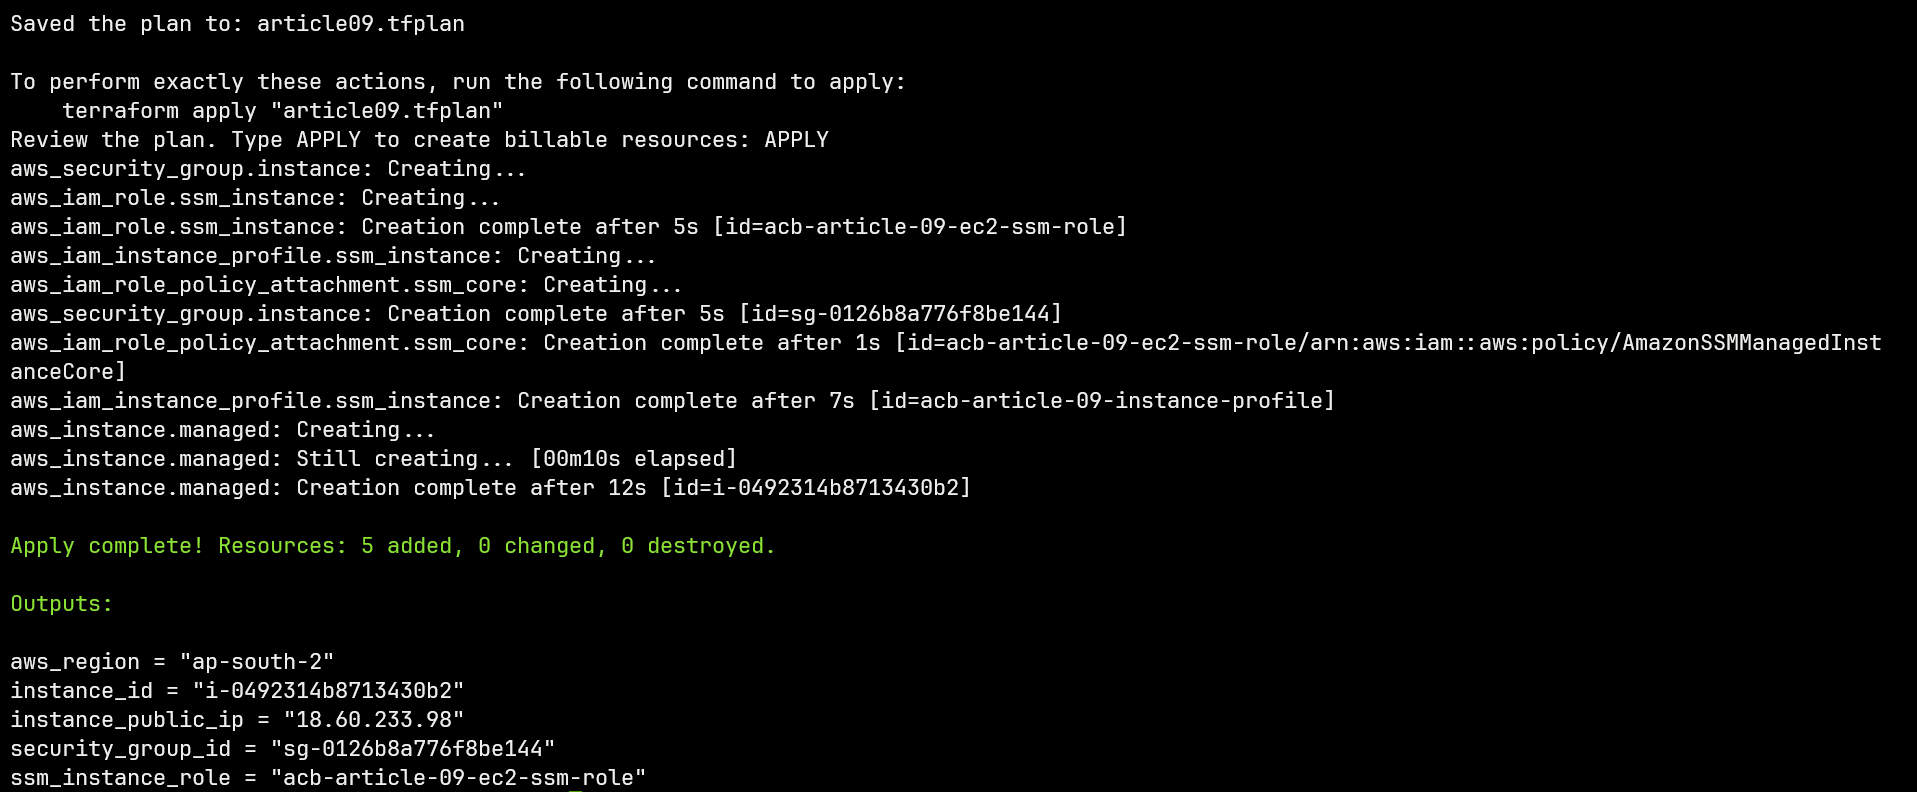 Saved the plan to: article09.tfplan

To perform exactly these actions, run the following command to apply:
    terraform apply "article09.tfplan"
Review the plan. Type APPLY to create billable resources: APPLY
aws_security_group.instance: Creating...
aws_iam_role.ssm_instance: Creating...
aws_iam_role.ssm_instance: Creation complete after 5s [id=acb-article-09-ec2-ssm-role]
aws_iam_instance_profile.ssm_instance: Creating...
aws_iam_role_policy_attachment.ssm_core: Creating...
aws_security_group.instance: Creation complete after 5s [id=sg-0126b8a776f8be144]
aws_iam_role_policy_attachment.ssm_core: Creation complete after 1s [id=acb-article-09-ec2-ssm-role/arn:aws:iam::aws:policy/AmazonSSMManagedInst
anceCore]
aws_iam_instance_profile.ssm_instance: Creation complete after 7s [id=acb-article-09-instance-profile]
aws_instance.managed: Creating...
aws_instance.managed: Still creating... [00m10s elapsed]
aws_instance.managed: Creation complete after 12s [id=i-0492314b8713430b2]

Apply complete! Resources: 5 added, 0 changed, 0 destroyed.

Outputs:

aws_region = "ap-south-2"
instance_id = "i-0492314b8713430b2"
instance_public_ip = "18.60.233.98"
security_group_id = "sg-0126b8a776f8be144"
ssm_instance_role = "acb-article-09-ec2-ssm-role"